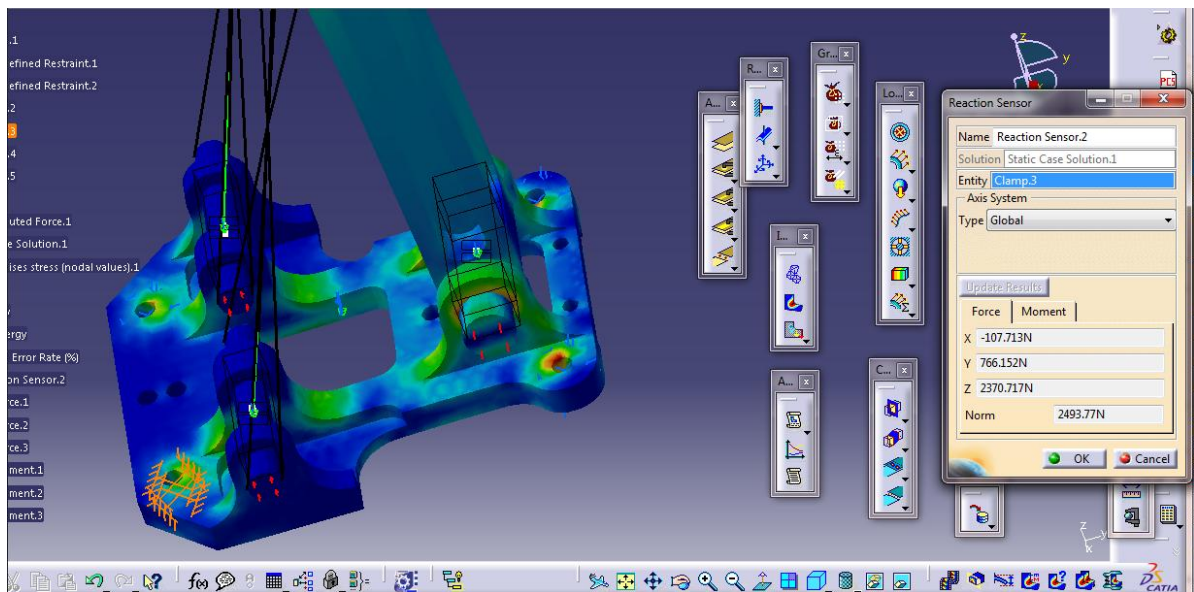 .1
efined Restraint.1
efined Restraint.2
.2
.3
.4
.5
uted Force.1
e Solution.1
ises stress (nodal values).1
ergy
Error Rate (%)
on Sensor.2
rce.1
rce.2
rce.3
ment.1
ment.2
ment.3
A... x
R... x
Gr... x
Lo... x
I... x
A... x
C... x
z
y
PCS
Reaction Sensor
Name Reaction Sensor.2
Solution Static Case Solution.1
Entity Clamp.3
Axis System
Type Global
Update Results
Force Moment
X -107.713N
Y 766.152N
Z 2370.717N
Norm 2493.77N
OK Cancel
z
y
x
f(x)
CATIA